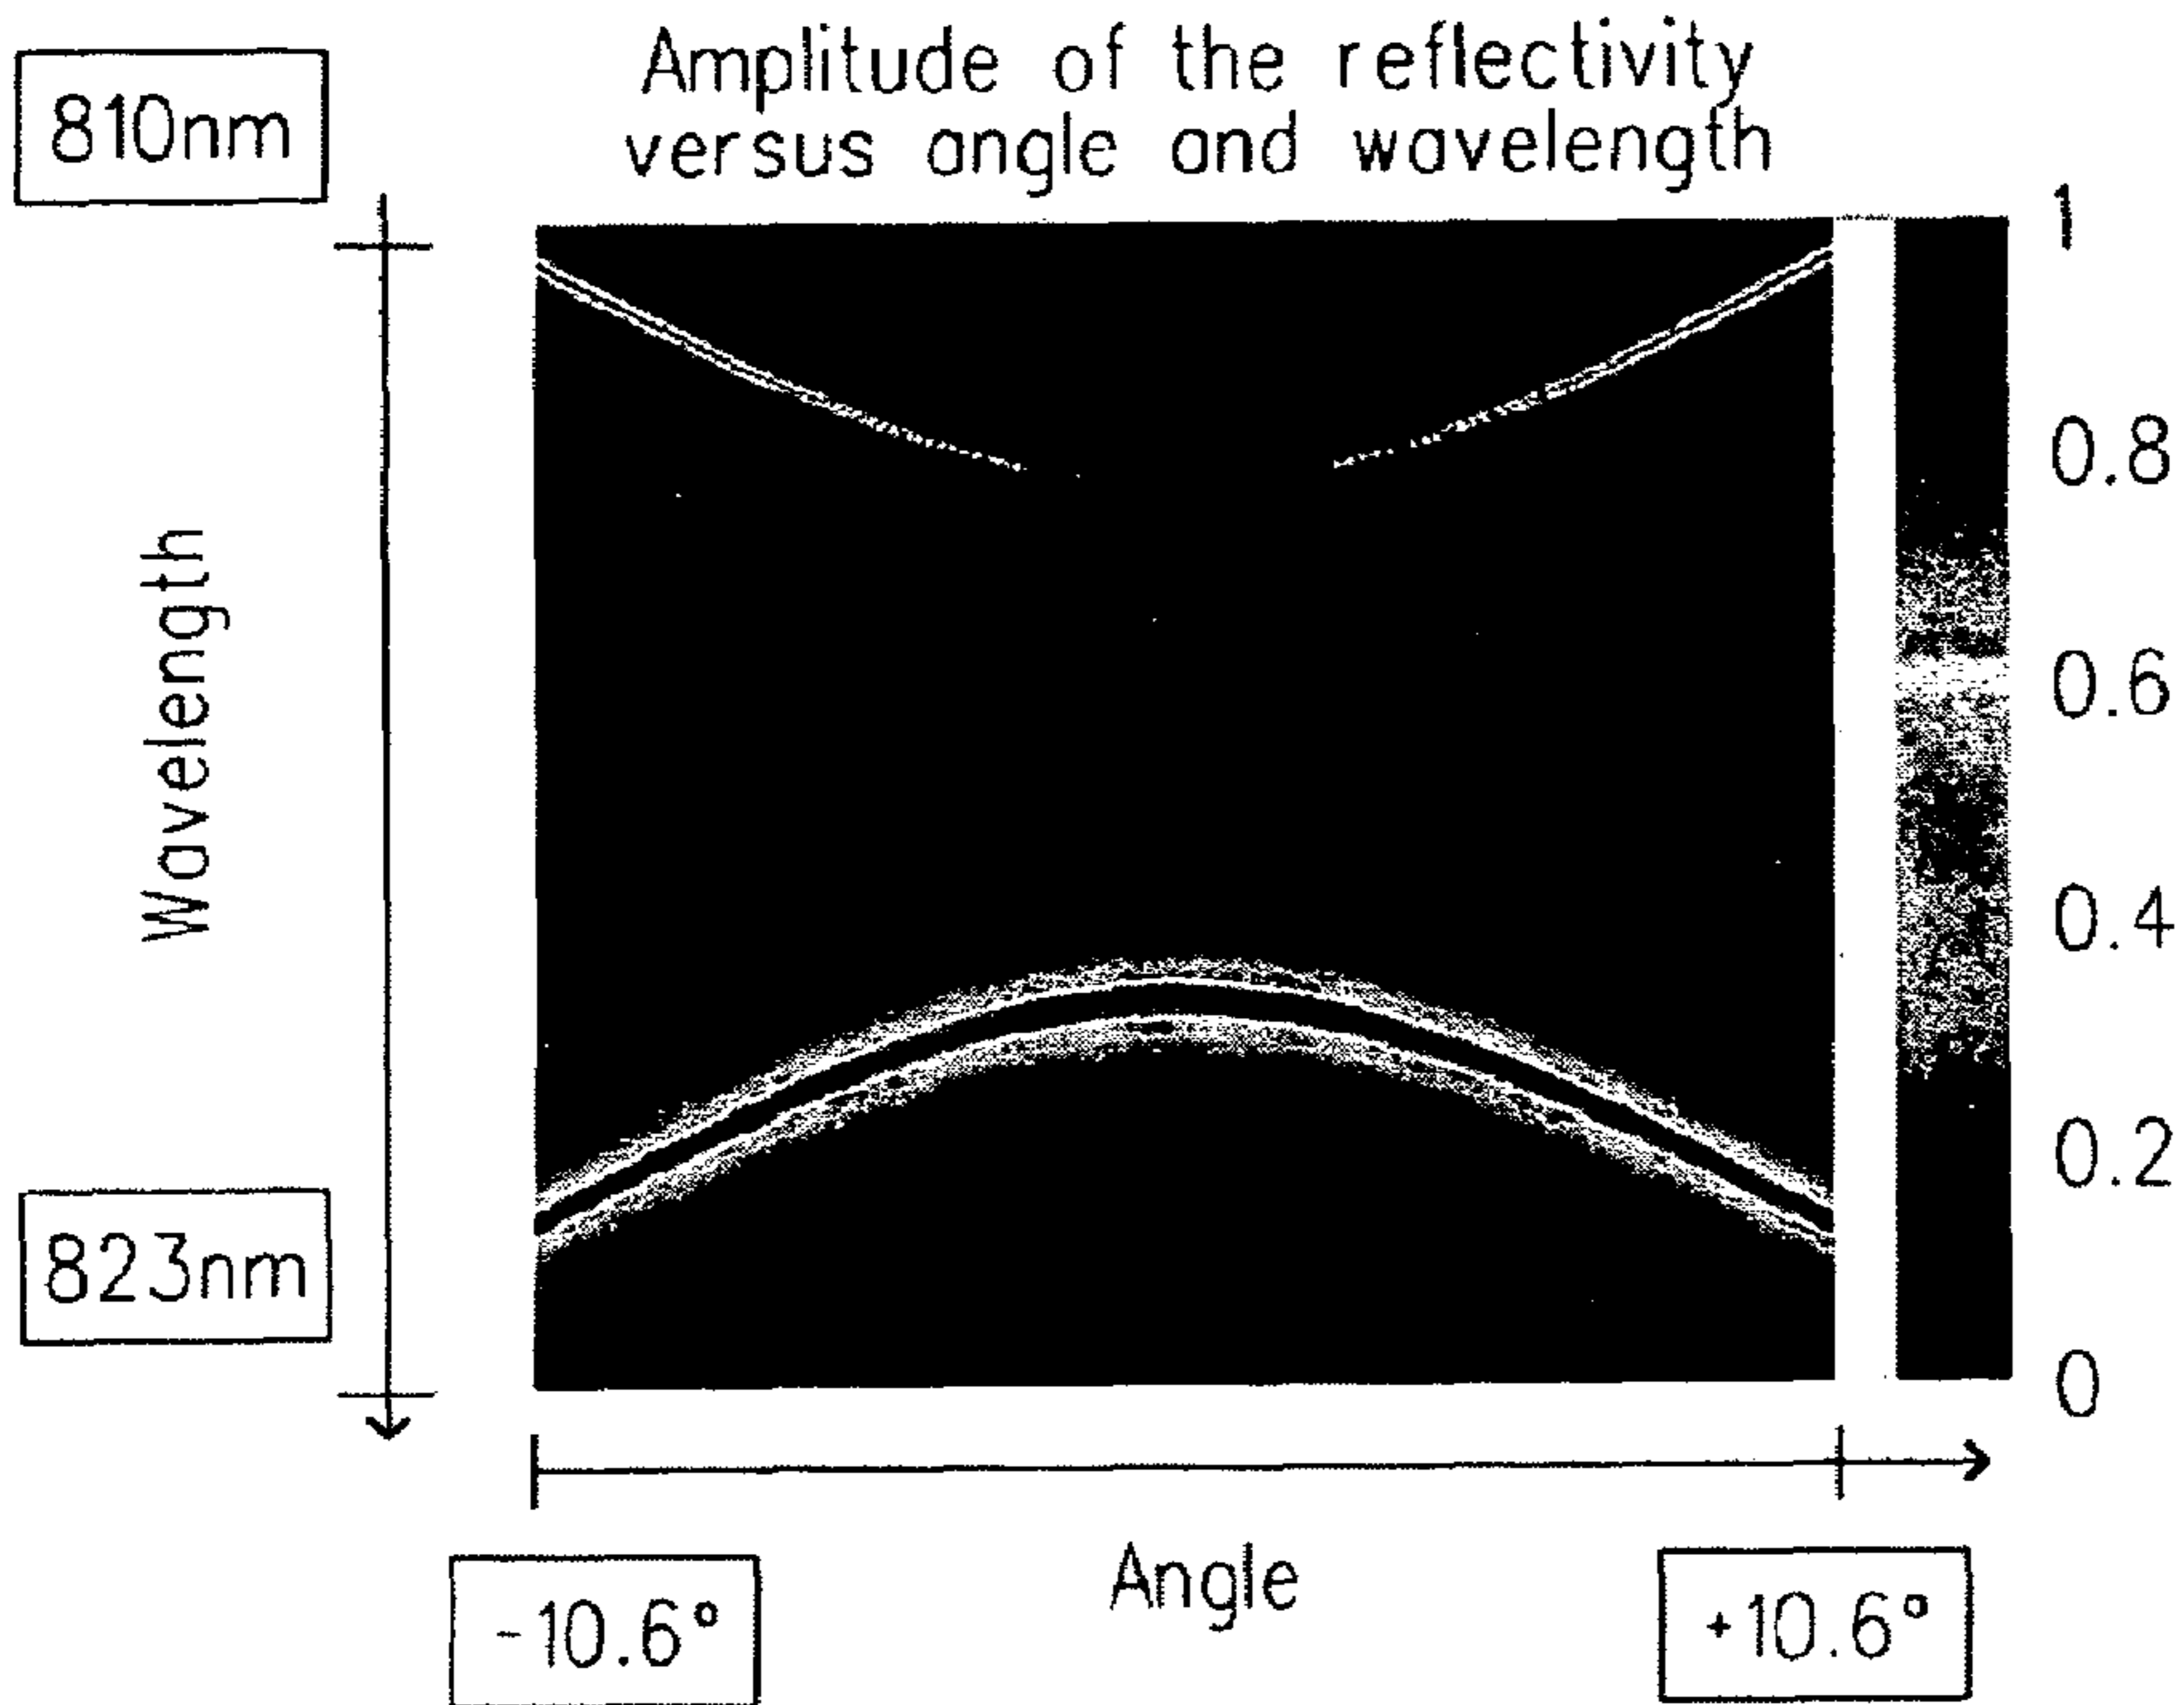 810nm
Amplitude of the reflectivity
versus angle and wavelength
1
0.8
0.6
0.4
0.2
0
Wavelength
823nm
Angle
-10.6°
+10.6°